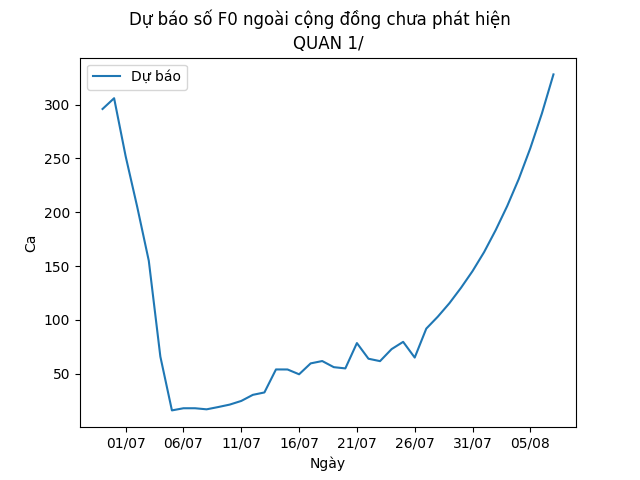 Dự báo số F0 ngoài cộng đồng chưa phát hiện
QUAN 1/
Dự báo
300
250
200
150
100
50
Ca
01/07 06/07 11/07 16/07 21/07 26/07 31/07 05/08
Ngày